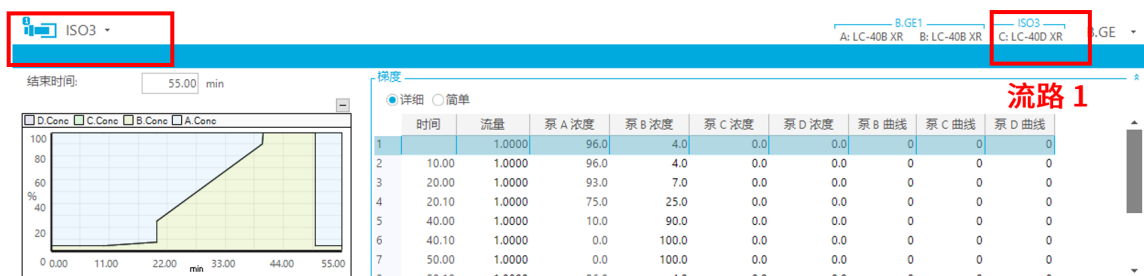 1
ISO3
B.GE1
A: LC-40B XR B: LC-40B XR
ISO3
C: LC-40D XR
B.GE
结束时间: 55.00 min
D.Conc C.Conc B.Conc A.Conc
100
80
60
%
40
20
0
0.00 11.00 22.00 33.00 44.00 55.00
min
梯度
流路 1
详细 简单
时间 流量 泵 A 浓度 泵 B 浓度 泵 C 浓度 泵 D 浓度 泵 B 曲线 泵 C 曲线 泵 D 曲线
1 1.0000 96.0 4.0 0.0 0.0 0 0 0
2 10.00 1.0000 96.0 4.0 0.0 0.0 0 0 0
3 20.00 1.0000 93.0 7.0 0.0 0.0 0 0 0
4 20.10 1.0000 75.0 25.0 0.0 0.0 0 0 0
5 40.00 1.0000 10.0 90.0 0.0 0.0 0 0 0
6 40.10 1.0000 0.0 100.0 0.0 0.0 0 0 0
7 50.00 1.0000 0.0 100.0 0.0 0.0 0 0 0